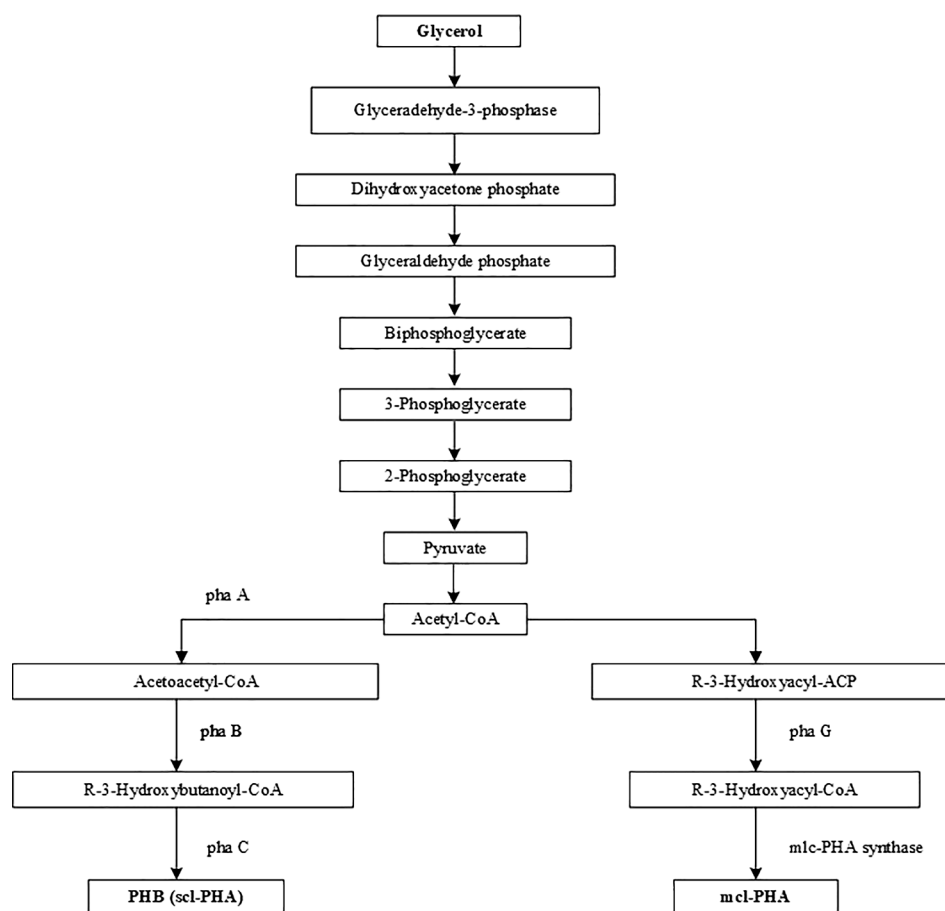 Glycerol
Glyceradehyde-3-phosphase
Dihydroxyacetone phosphate
Glyceraldehyde phosphate
Biphosphoglycerate
3-Phosphoglycerate
2-Phosphoglycerate
Pyruvate
pha A
Acetyl-CoA
Acetoacetyl-CoA
R-3-Hydroxyacyl-ACP
pha B
pha G
R-3-Hydroxybutanoyl-CoA
R-3-Hydroxyacyl-CoA
pha C
mlc-PHA synthase
PHB (scl-PHA)
mcl-PHA